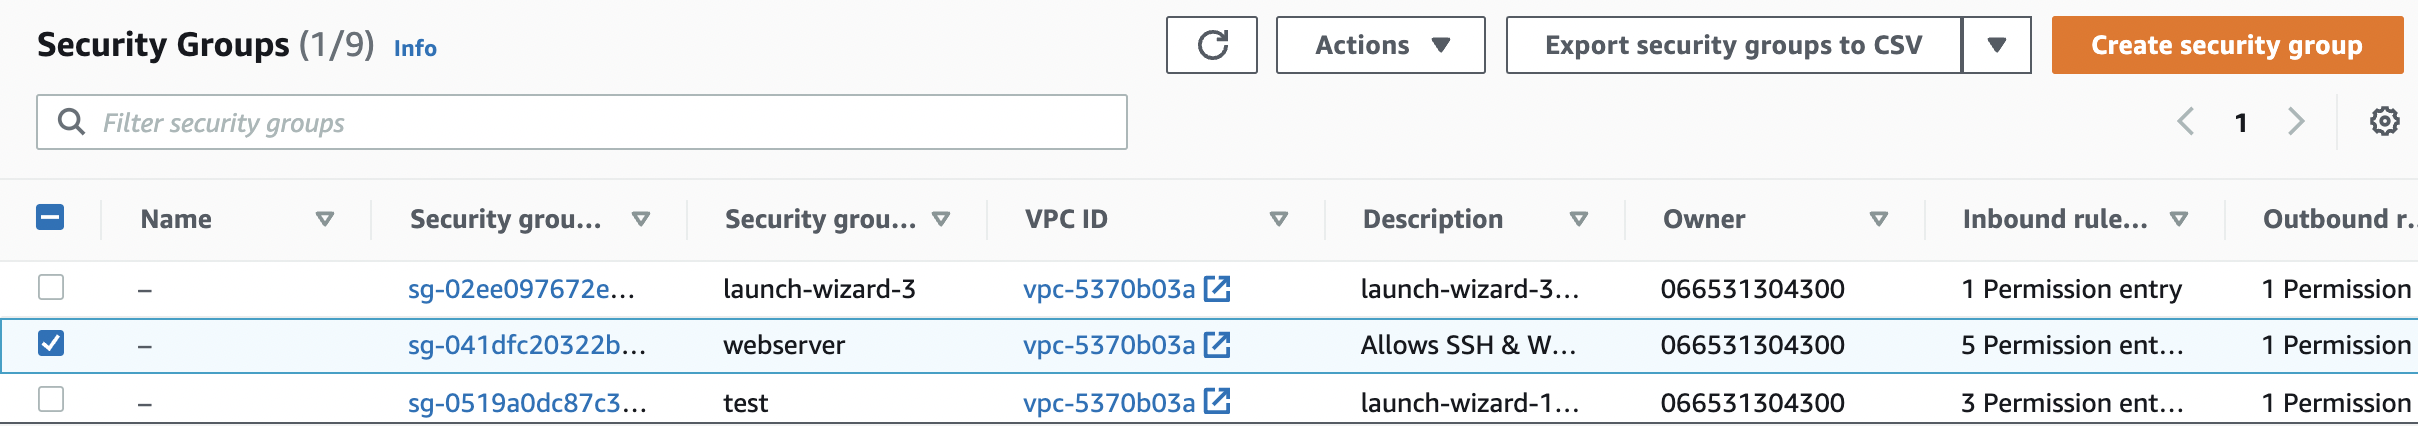 Security Groups (1/9) Info
Actions
Export security groups to CSV
Create security group
Filter security groups
1
Name Security grou... Security grou... VPC ID Description Owner Inbound rule... Outbound r...
– sg-02ee097672e... launch-wizard-3 vpc-5370b03a launch-wizard-3... 066531304300 1 Permission entry 1 Permission
– sg-041dfc20322b... webserver vpc-5370b03a Allows SSH & W... 066531304300 5 Permission ent... 1 Permission
– sg-0519a0dc87c3... test vpc-5370b03a launch-wizard-1... 066531304300 3 Permission ent... 1 Permission